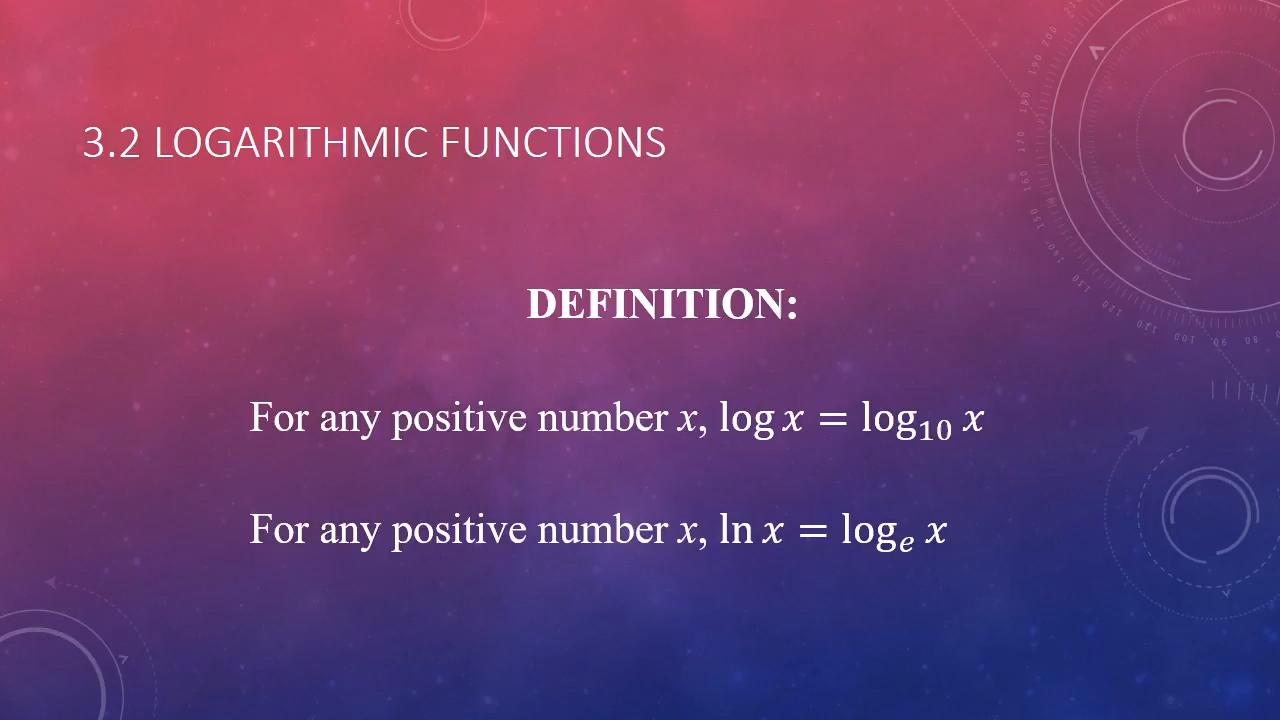 3.2 LOGARITHMIC FUNCTIONS
DEFINITION:
For any positive number x, log x = log₁₀ x
For any positive number x, ln x = logₑ x